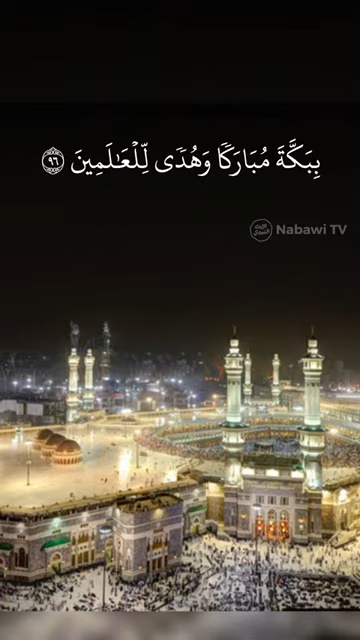 بِبَكَّةَ مُبَارَكًا وَهُدًى لِّلْعَـٰلَمِينَ ٩٦
Nabawi TV